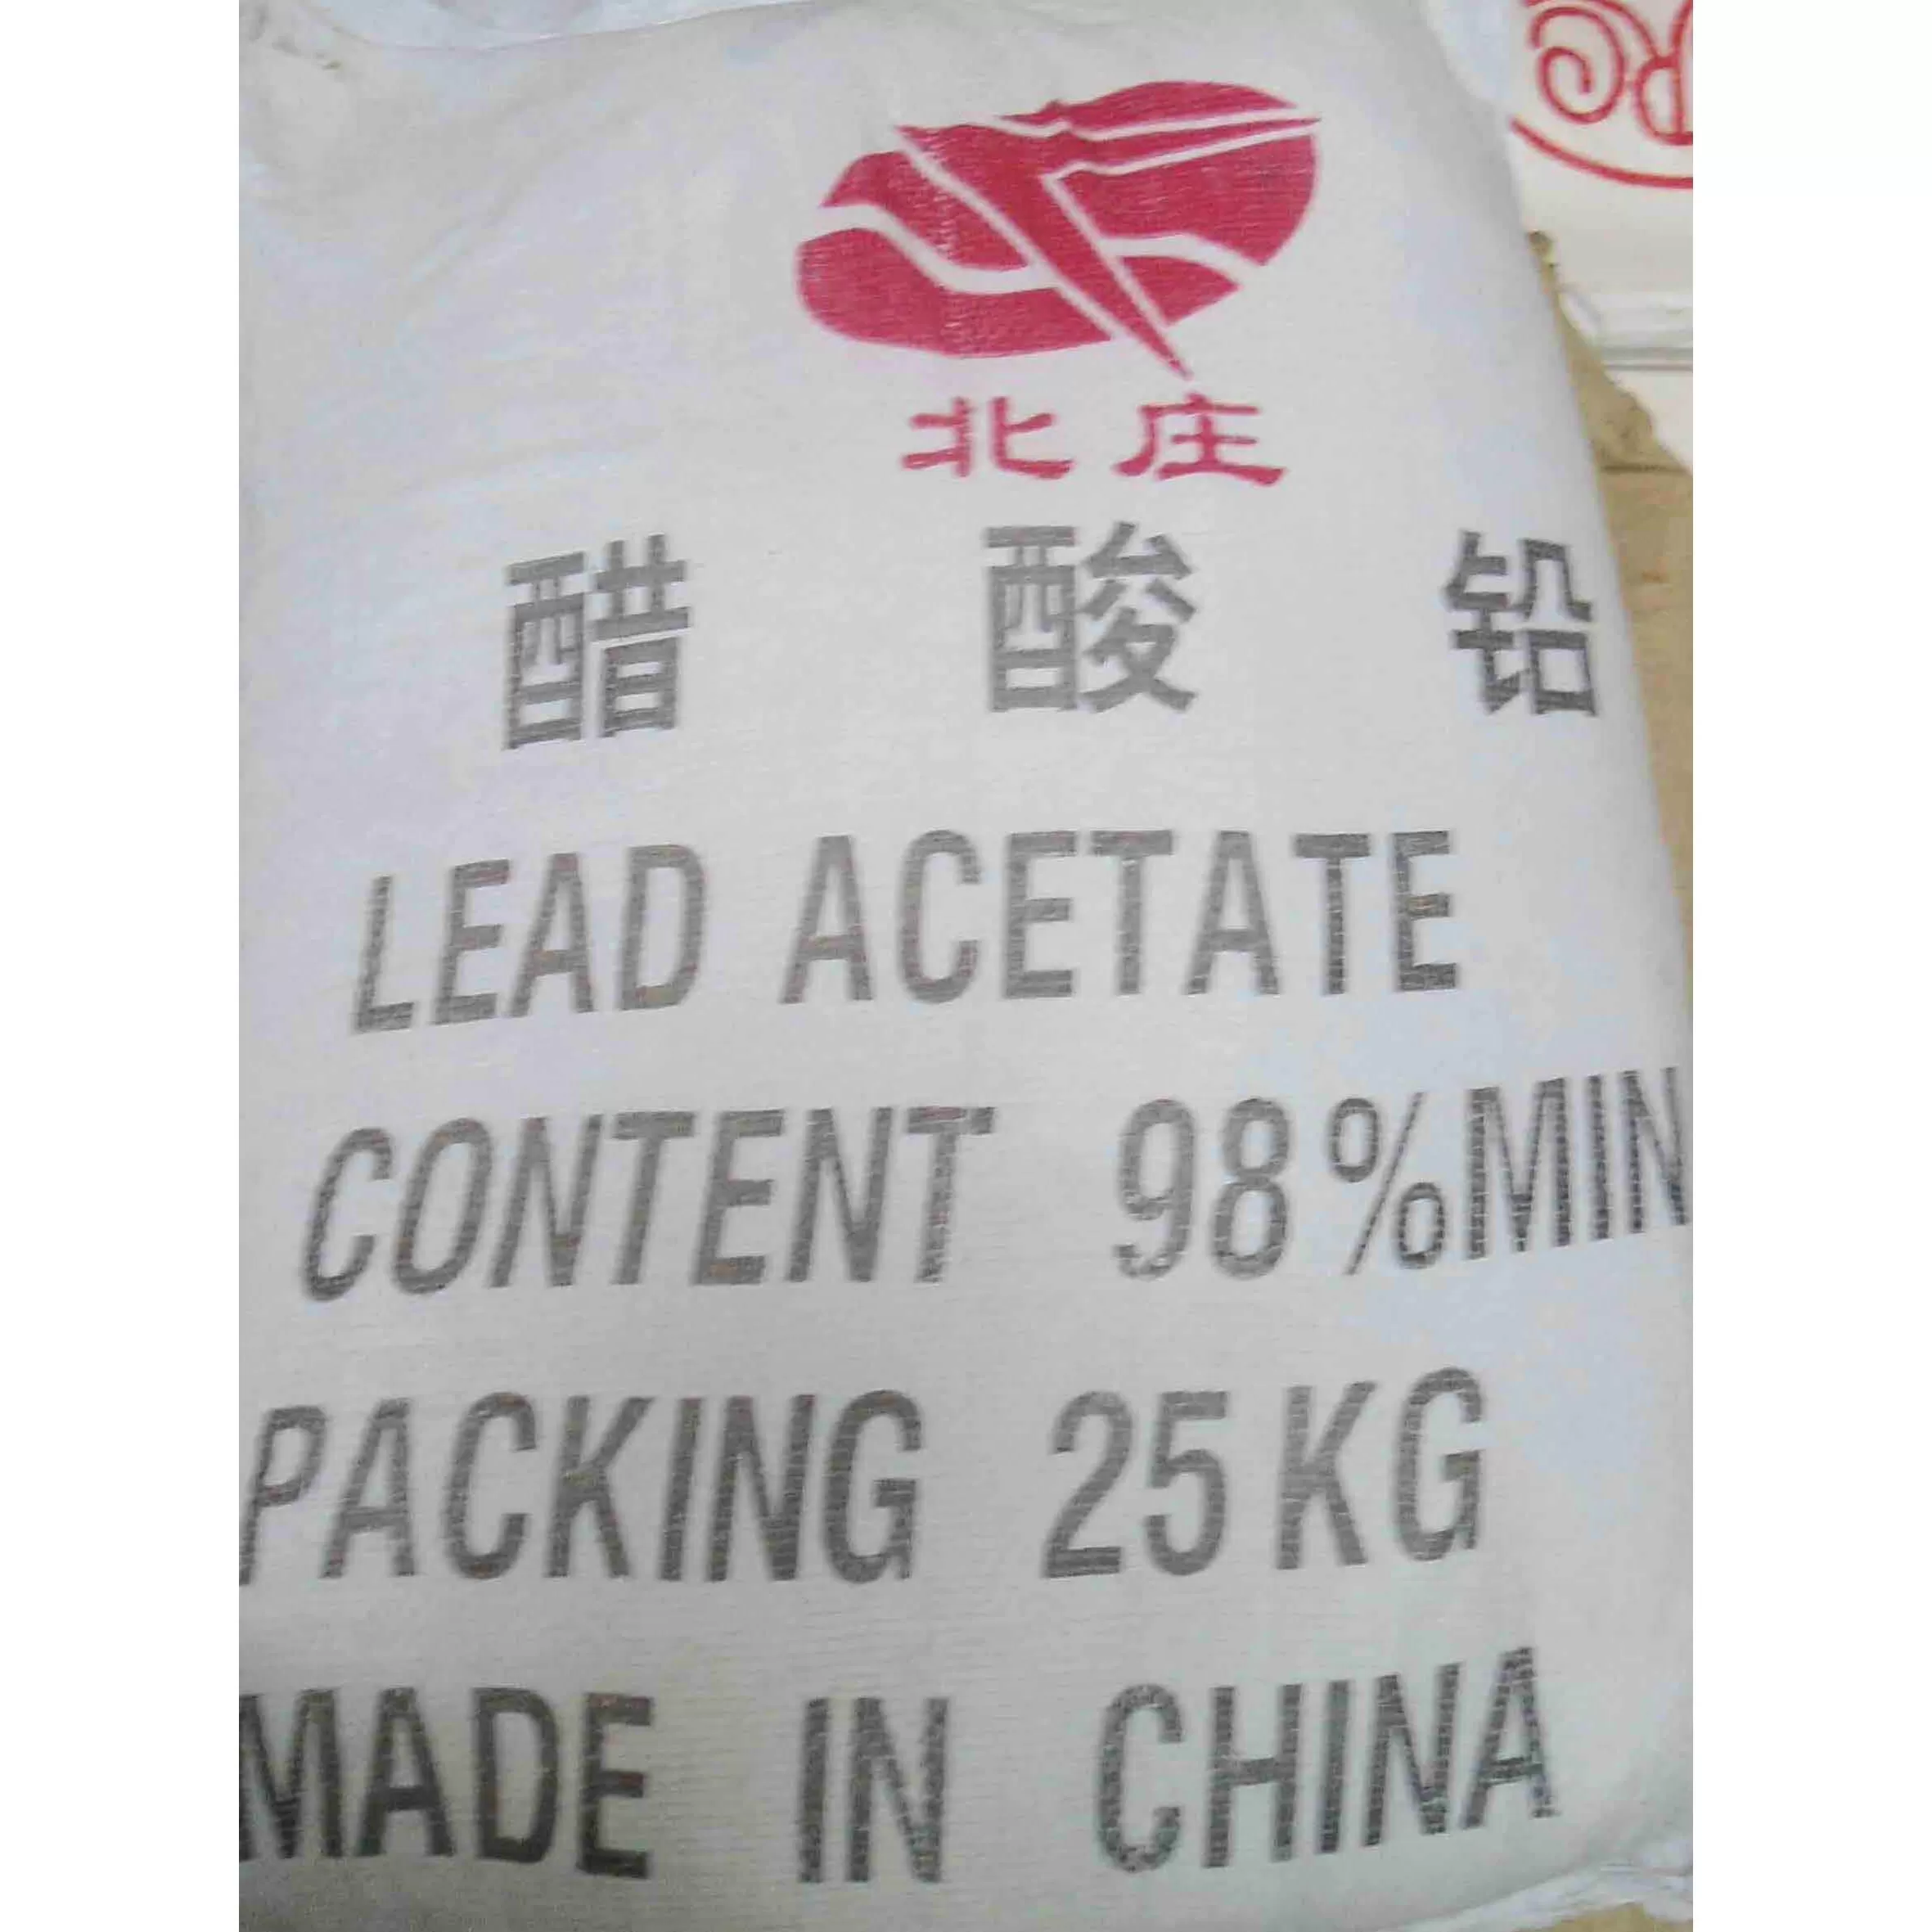 北庄
醋酸铅
LEAD ACETATE
CONTENT 98%MIN
PACKING 25KG
MADE IN CHINA